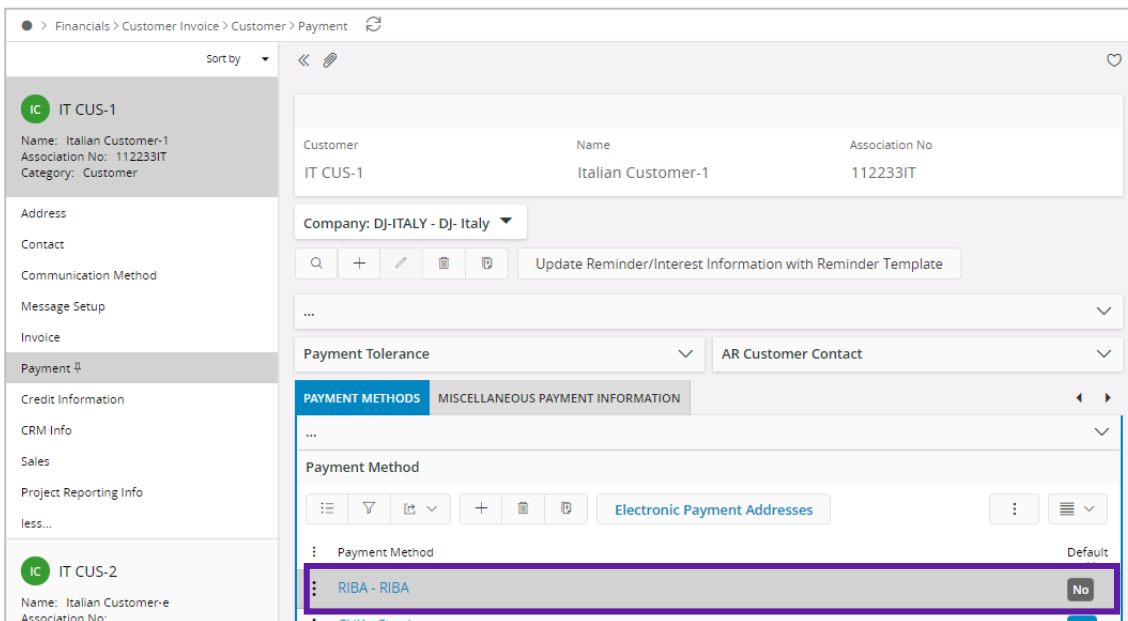 Financials > Customer Invoice > Customer > Payment
Sort by
IC IT CUS-1
Name: Italian Customer-1
Association No: 112233IT
Category: Customer
Address
Contact
Communication Method
Message Setup
Invoice
Payment
Credit Information
CRM Info
Sales
Project Reporting Info
less...
IC IT CUS-2
Name: Italian Customer-e
Association No:
Customer Name Association No
IT CUS-1 Italian Customer-1 112233IT
Company: DJ-ITALY - DJ- Italy
Update Reminder/Interest Information with Reminder Template
...
Payment Tolerance AR Customer Contact
PAYMENT METHODS MISCELLANEOUS PAYMENT INFORMATION
...
Payment Method
Electronic Payment Addresses
Payment Method Default
RIBA - RIBA No